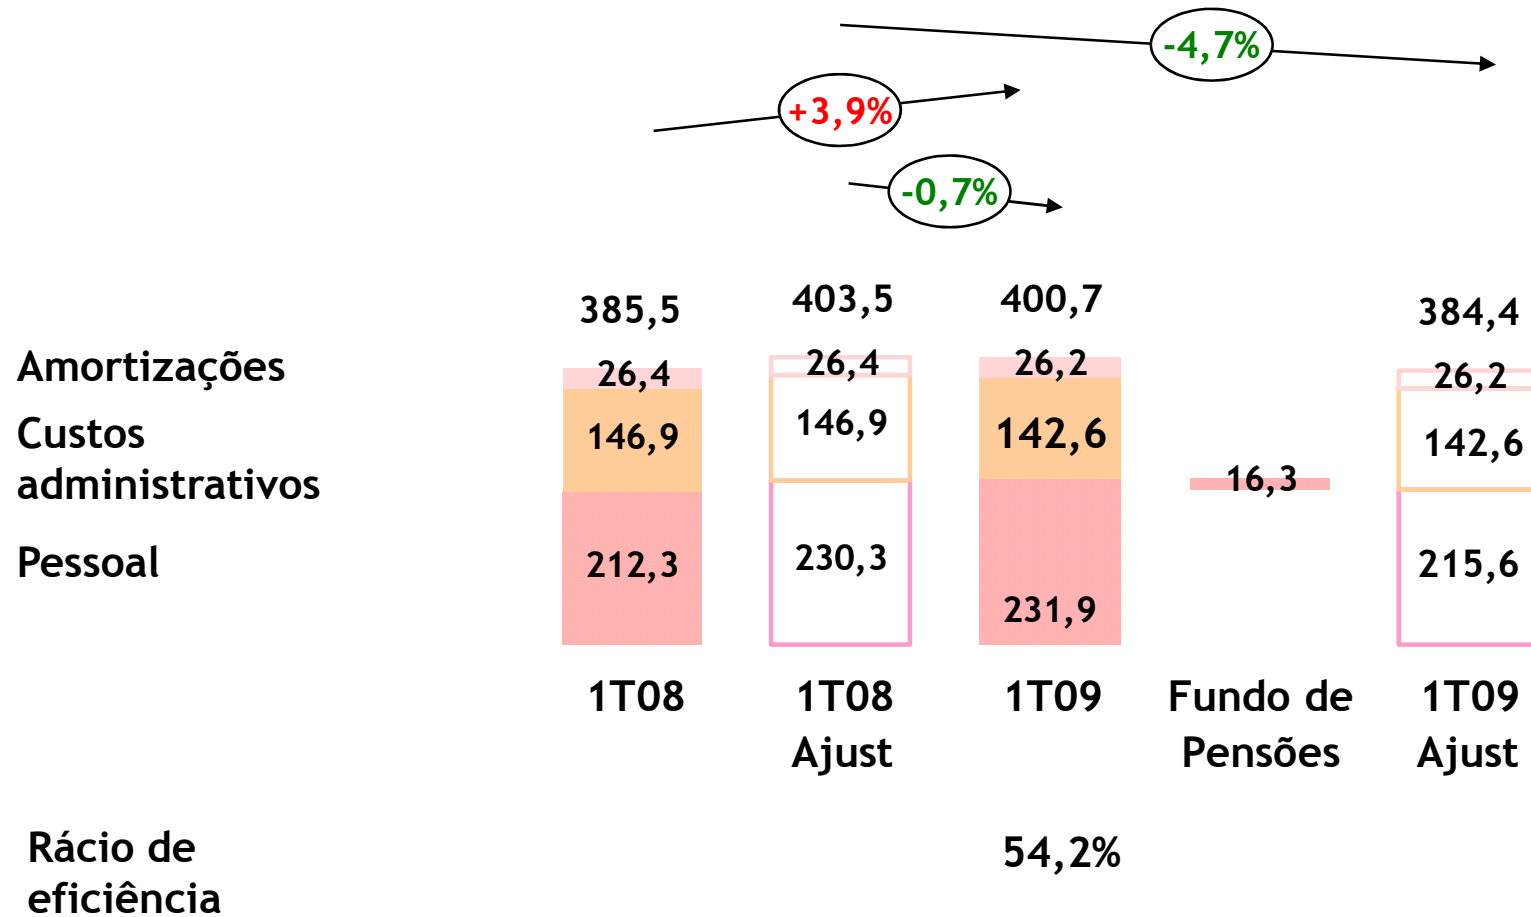 -4,7%
+3,9%
-0,7%
385,5
403,5
400,7
384,4
Amortizações
26,4
26,4
26,2
26,2
Custos
administrativos
146,9
146,9
142,6
142,6
16,3
Pessoal
212,3
230,3
231,9
215,6
1T08
1T08
Ajust
1T09
Fundo de
Pensões
1T09
Ajust
Rácio de
eficiência
54,2%